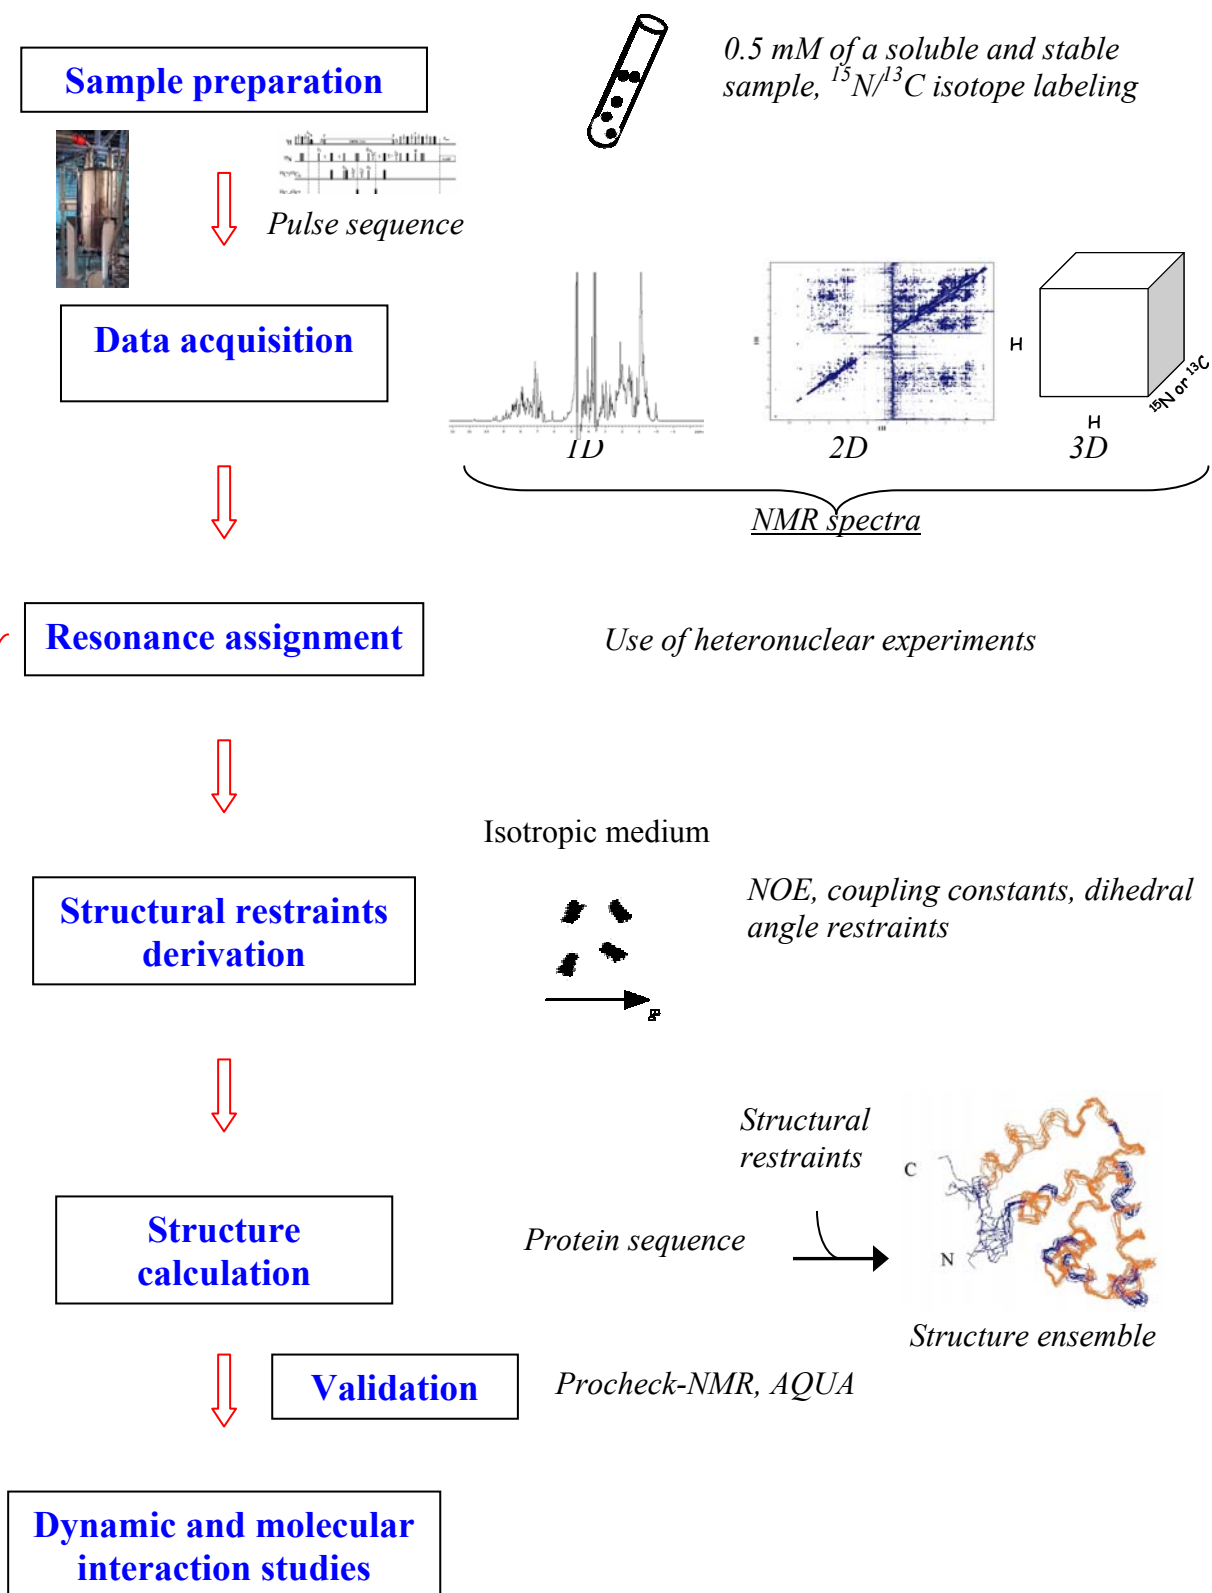 Sample preparation
0.5 mM of a soluble and stable
sample, ¹⁵N/¹³C isotope labeling
Pulse sequence
Data acquisition
H
H
¹⁵N or ¹³C
1D
2D
3D
NMR spectra
Resonance assignment
Use of heteronuclear experiments
Isotropic medium
Structural restraints
derivation
NOE, coupling constants, dihedral
angle restraints
Structural
restraints
C
N
Structure
calculation
Protein sequence
Structure ensemble
Validation
Procheck-NMR, AQUA
Dynamic and molecular
interaction studies